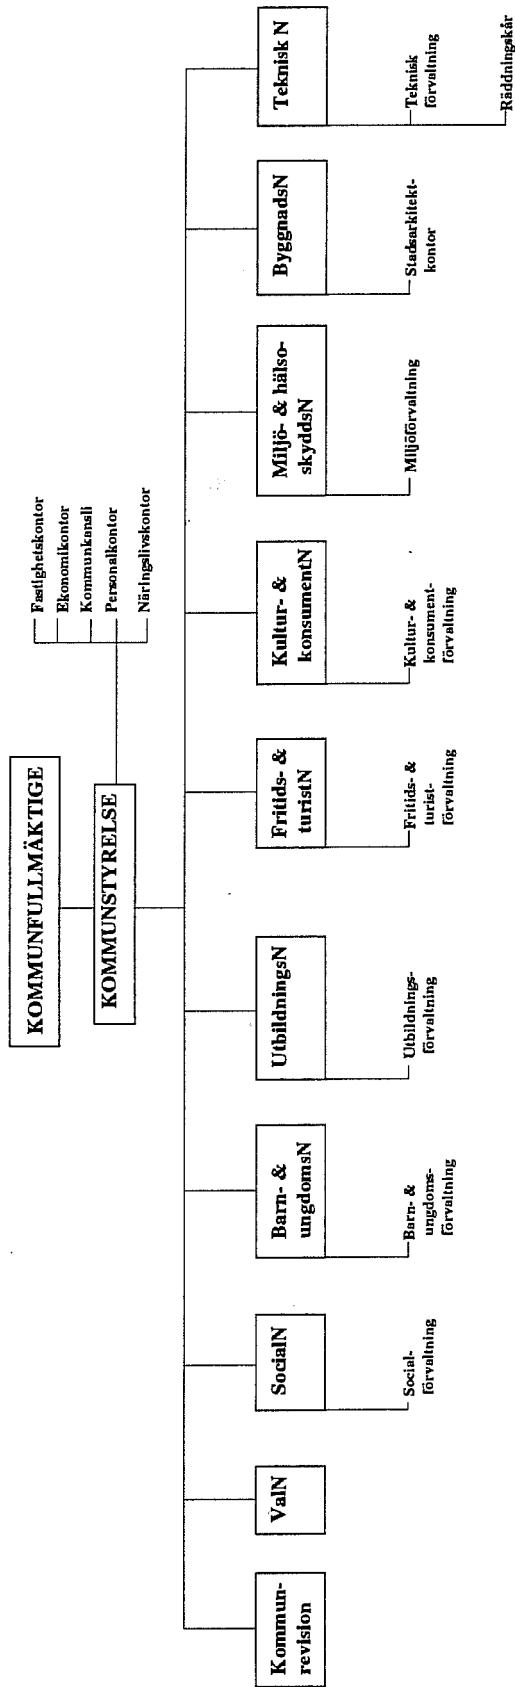 KOMMUNFULLMÄKTIGE
KOMMUNSTYRELSE
Fastighetskontor
Ekonomikontor
Kommunkansli
Personalkontor
Näringslivskontor
Kommun-
revision
ValN
SocialN
Social-
förvaltning
Barn- &
ungdomsN
Barn- &
ungdoms-
förvaltning
UtbildningsN
Utbildnings-
förvaltning
Fritids- &
turistN
Fritids- &
turist-
förvaltning
Kultur- &
konsumentN
Kultur- &
konsument-
förvaltning
Miljö- & hälso-
skyddsN
Miljöförvaltning
ByggnadsN
Stadsarkitekt-
kontor
Teknisk N
Teknisk
förvaltning
Räddningskår